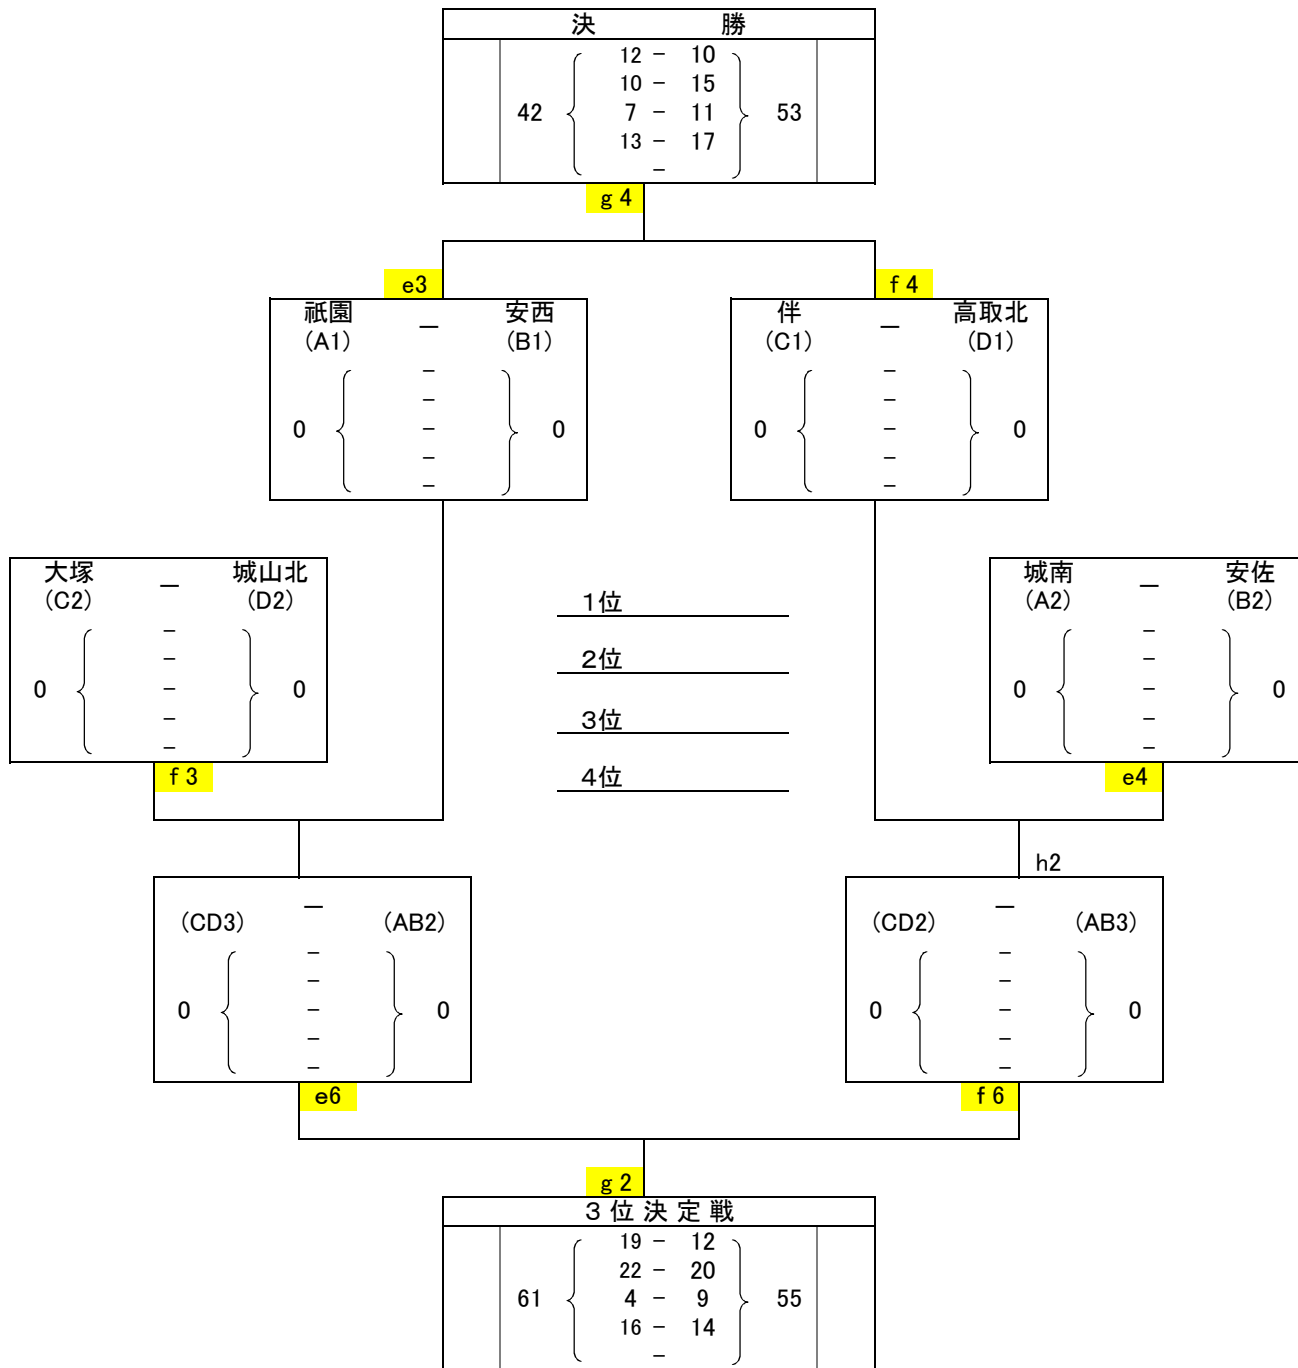 決　勝
12 － 10
10 － 15
42 7 － 11 53
13 － 17
－
g 4
e3 f 4
祇園 － 安西 伴 － 高取北
(A1) (B1) (C1) (D1)
－ －
－ －
0 － 0 0 － 0
－ －
－ －
大塚 － 城山北 城南 － 安佐
(C2) (D2) (A2) (B2)
1位
－ －
－ －
2位
0 － 0 0 － 0
－ －
3位
－ －
f 3 4位 e4
h2
－ －
(CD3) (AB2) (CD2) (AB3)
－ －
－ －
0 － 0 0 － 0
－ －
－ －
e6 f 6
g 2
3 位 決 定 戦
19 － 12
22 － 20
61 4 － 9 55
16 － 14
－